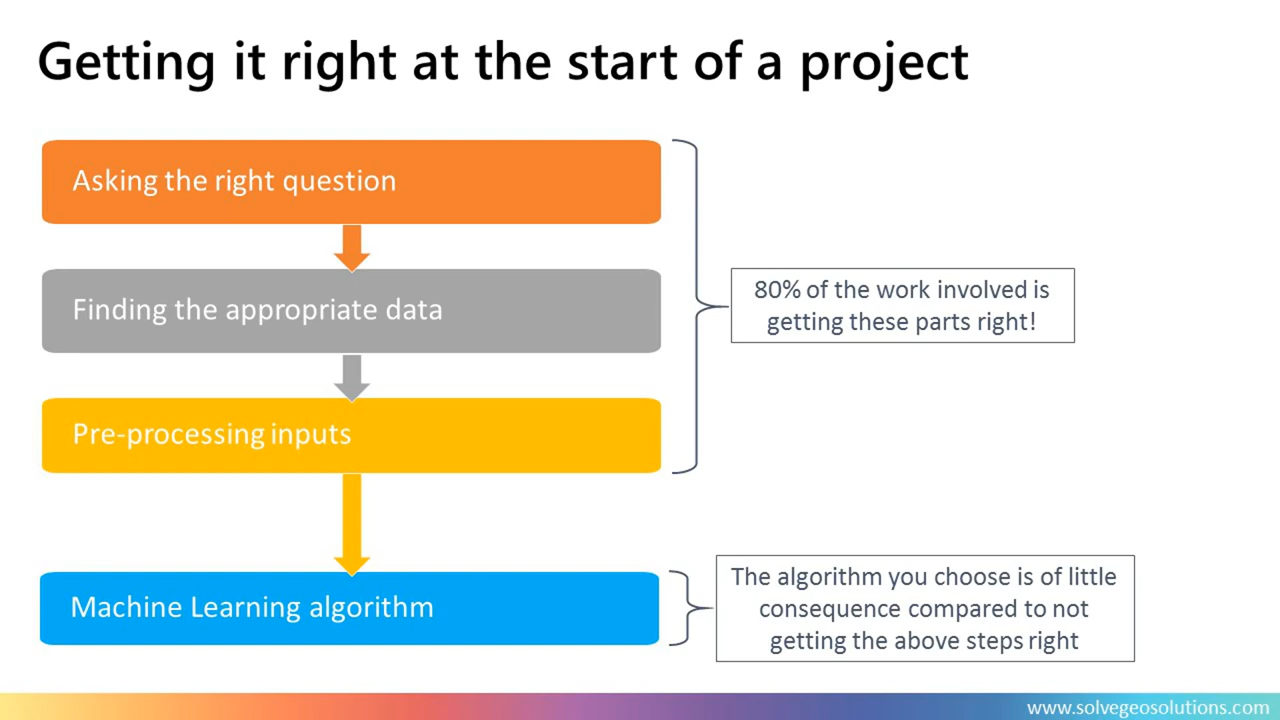 Getting it right at the start of a project
Asking the right question
Finding the appropriate data
80% of the work involved is
getting these parts right!
Pre-processing inputs
Machine Learning algorithm
The algorithm you choose is of little
consequence compared to not
getting the above steps right
www.solvegeosolutions.com